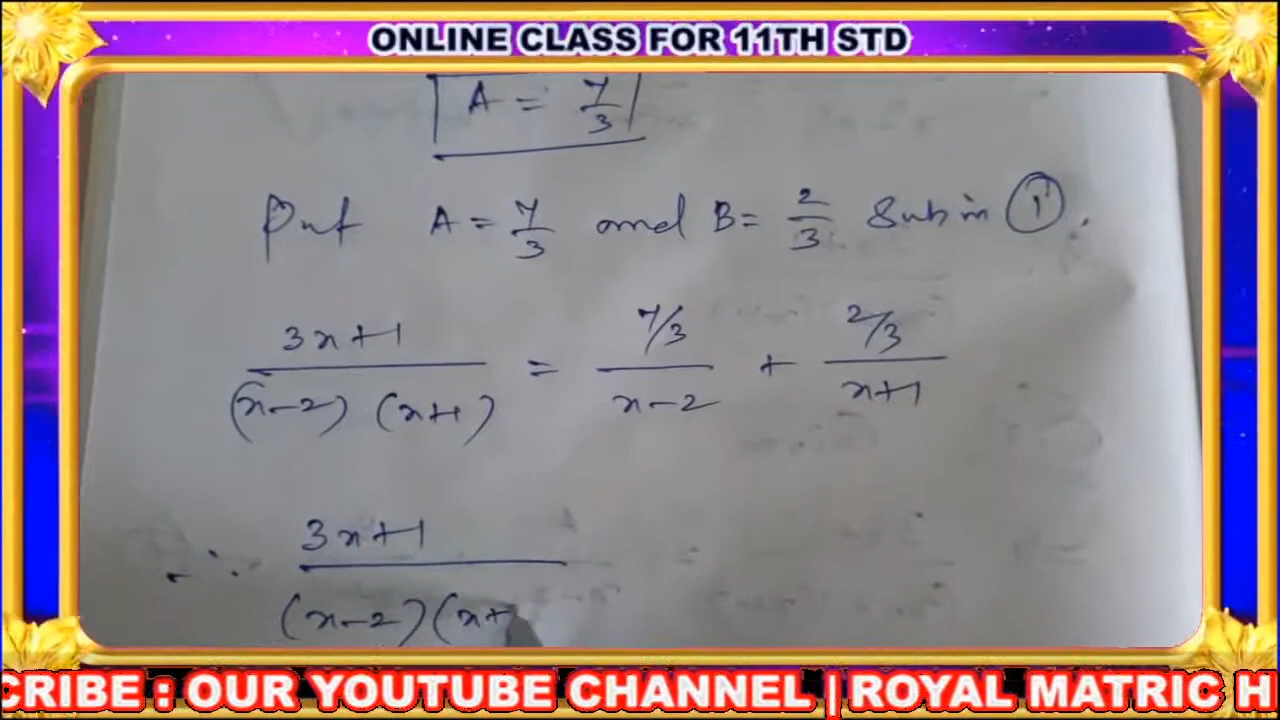 ONLINE CLASS FOR 11TH STD
A = 7/3
Put A = 7/3 and B = 2/3 Sub in ①.
3x+1 / (x-2) (x+1) = 7/3 / x-2 + 2/3 / x+1
∴ 3x+1 / (x-2)(x+
CRIBE : OUR YOUTUBE CHANNEL | ROYAL MATRIC H